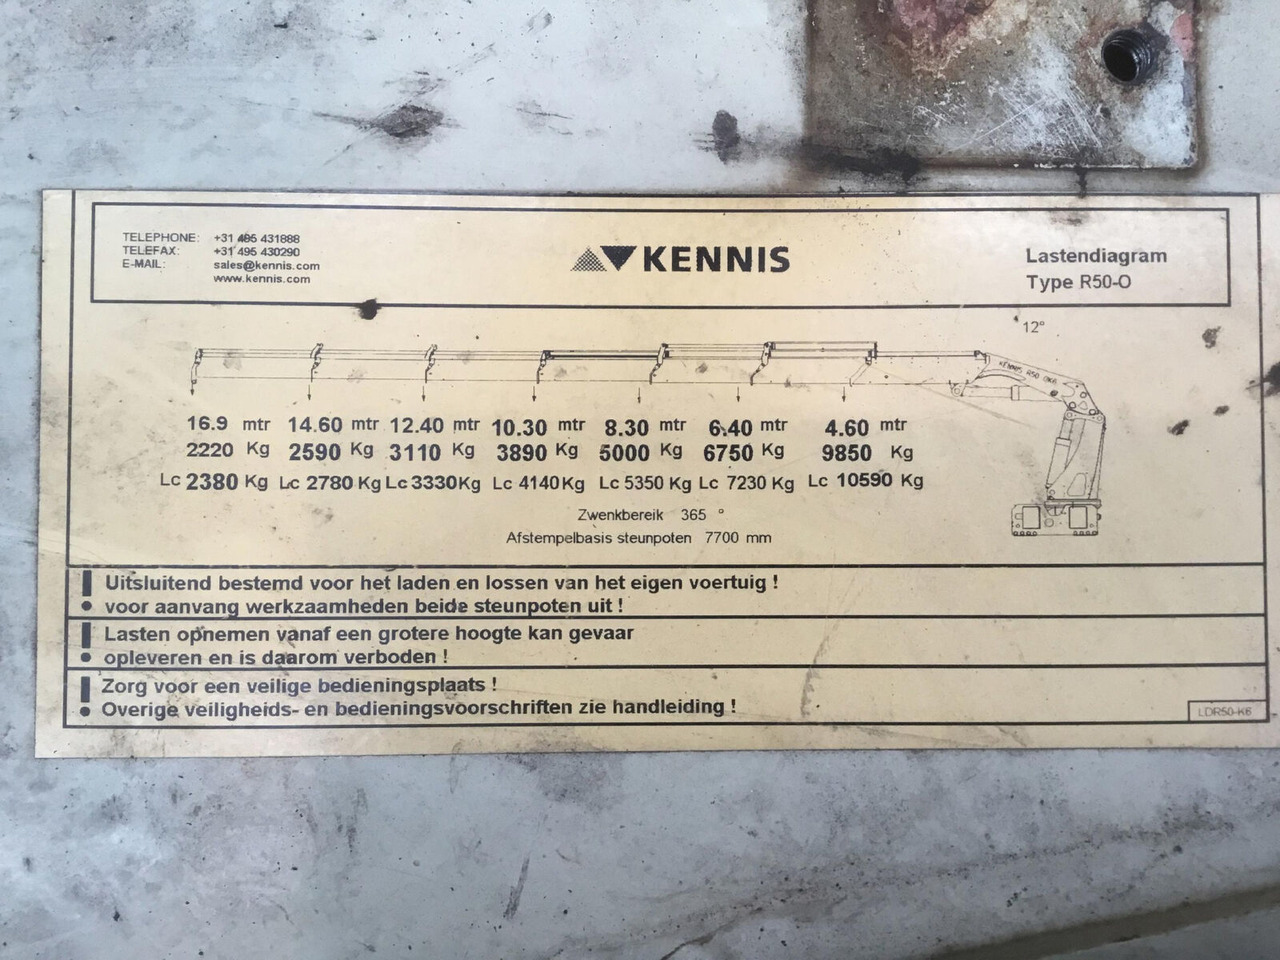 TELEPHONE: +31 495 431888
TELEFAX: +31 495 430290
E-MAIL: sales@kennis.com
www.kennis.com
KENNIS
Lastendiagram
Type R50-O
12°
KENNIS R50
16.9 mtr 14.60 mtr 12.40 mtr 10.30 mtr 8.30 mtr 6.40 mtr 4.60 mtr
2220 Kg 2590 Kg 3110 Kg 3890 Kg 5000 Kg 6750 Kg 9850 Kg
Lc 2380 Kg Lc 2780 Kg Lc 3330 Kg Lc 4140 Kg Lc 5350 Kg Lc 7230 Kg Lc 10590 Kg
Zwenkbereik 365 °
Afstempelbasis steunpoten 7700 mm
! Uitsluitend bestemd voor het laden en lossen van het eigen voertuig !
voor aanvang werkzaamheden beide steunpoten uit !
! Lasten opnemen vanaf een grotere hoogte kan gevaar
opleveren en is daarom verboden !
! Zorg voor een veilige bedieningsplaats !
Overige veiligheids- en bedieningsvoorschriften zie handleiding !
LDR50-K6